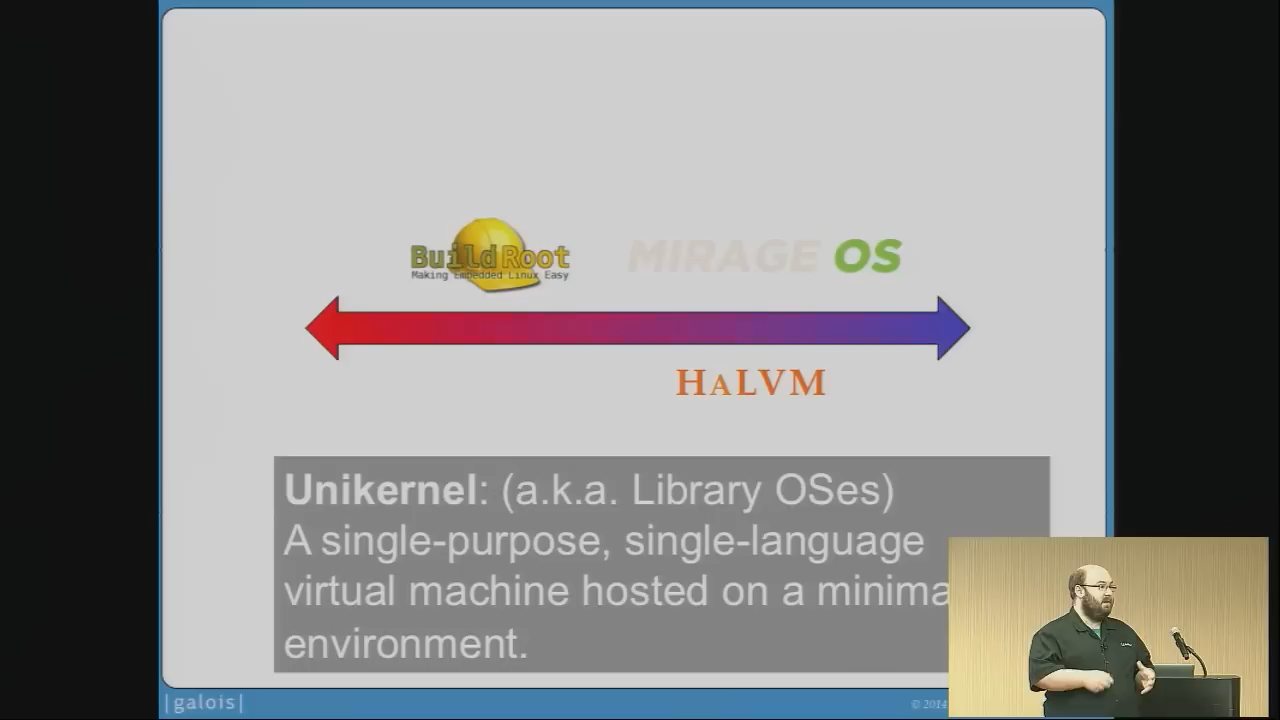 BuildRoot
Making Embedded Linux Easy
MIRAGE OS
HaLVM
Unikernel: (a.k.a. Library OSes)
A single-purpose, single-language
virtual machine hosted on a minima
environment.
|galois|
© 2014